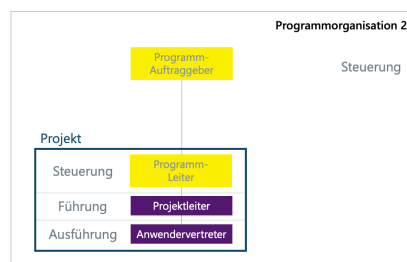 Programmorganisation 2
Programm-
Auftraggeber
Steuerung
Projekt
Steuerung
Programm-
Leiter
Führung
Projektleiter
Ausführung
Anwendervertreter